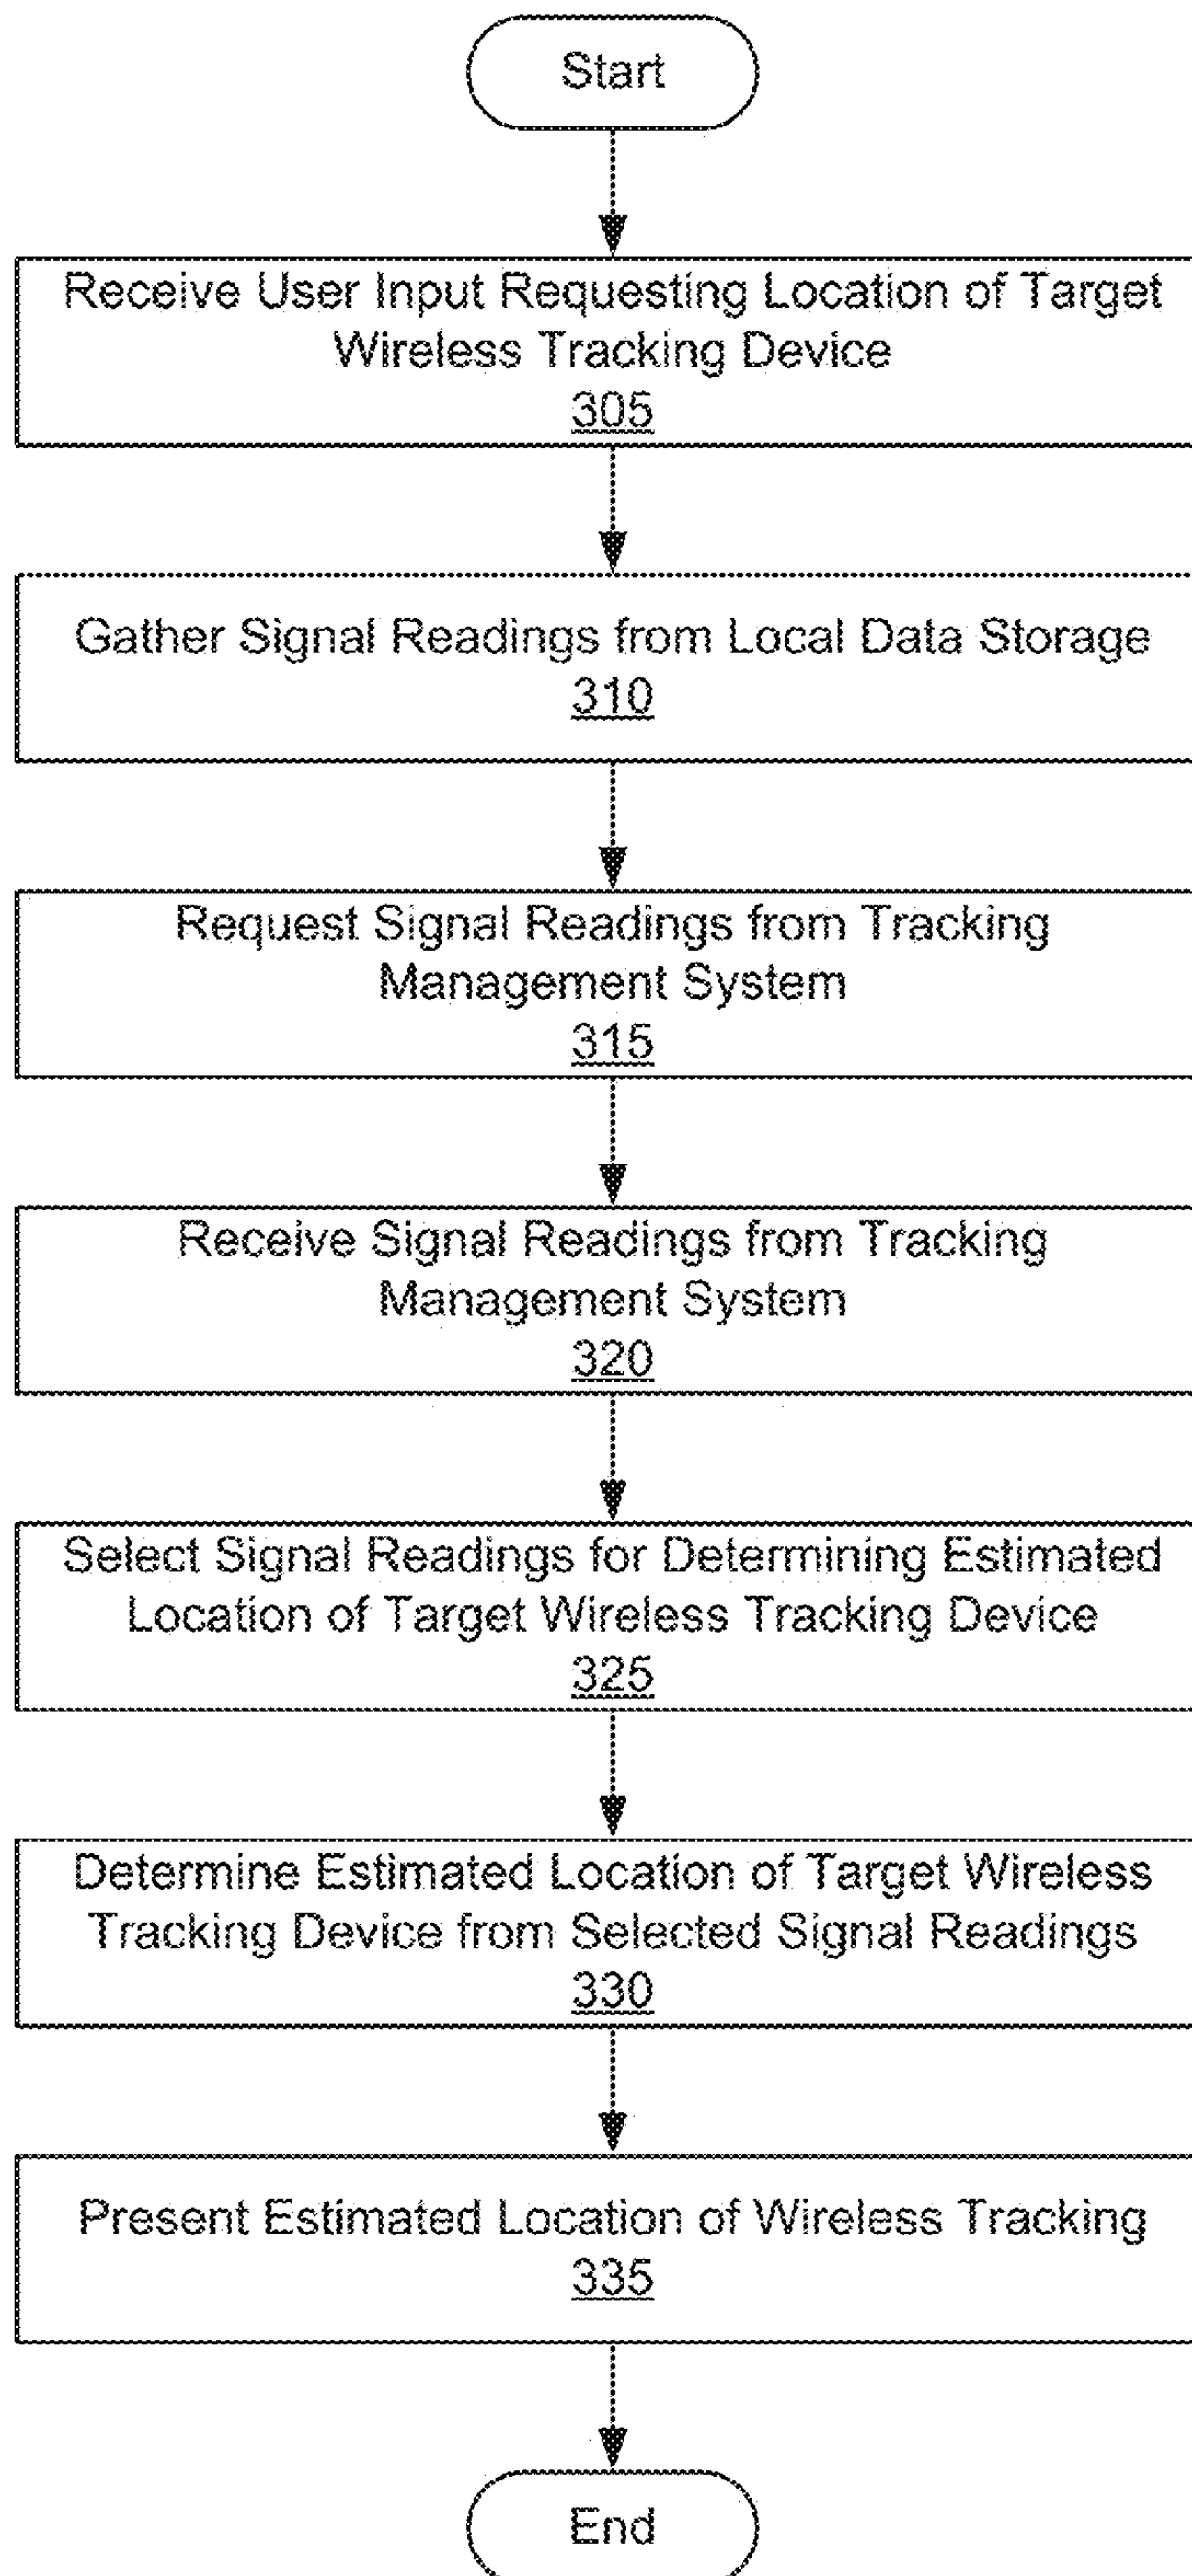 Start
Receive User Input Requesting Location of Target
Wireless Tracking Device
305
Gather Signal Readings from Local Data Storage
310
Request Signal Readings from Tracking
Management System
315
Receive Signal Readings from Tracking
Management System
320
Select Signal Readings for Determining Estimated
Location of Target Wireless Tracking Device
325
Determine Estimated Location of Target Wireless
Tracking Device from Selected Signal Readings
330
Present Estimated Location of Wireless Tracking
335
End